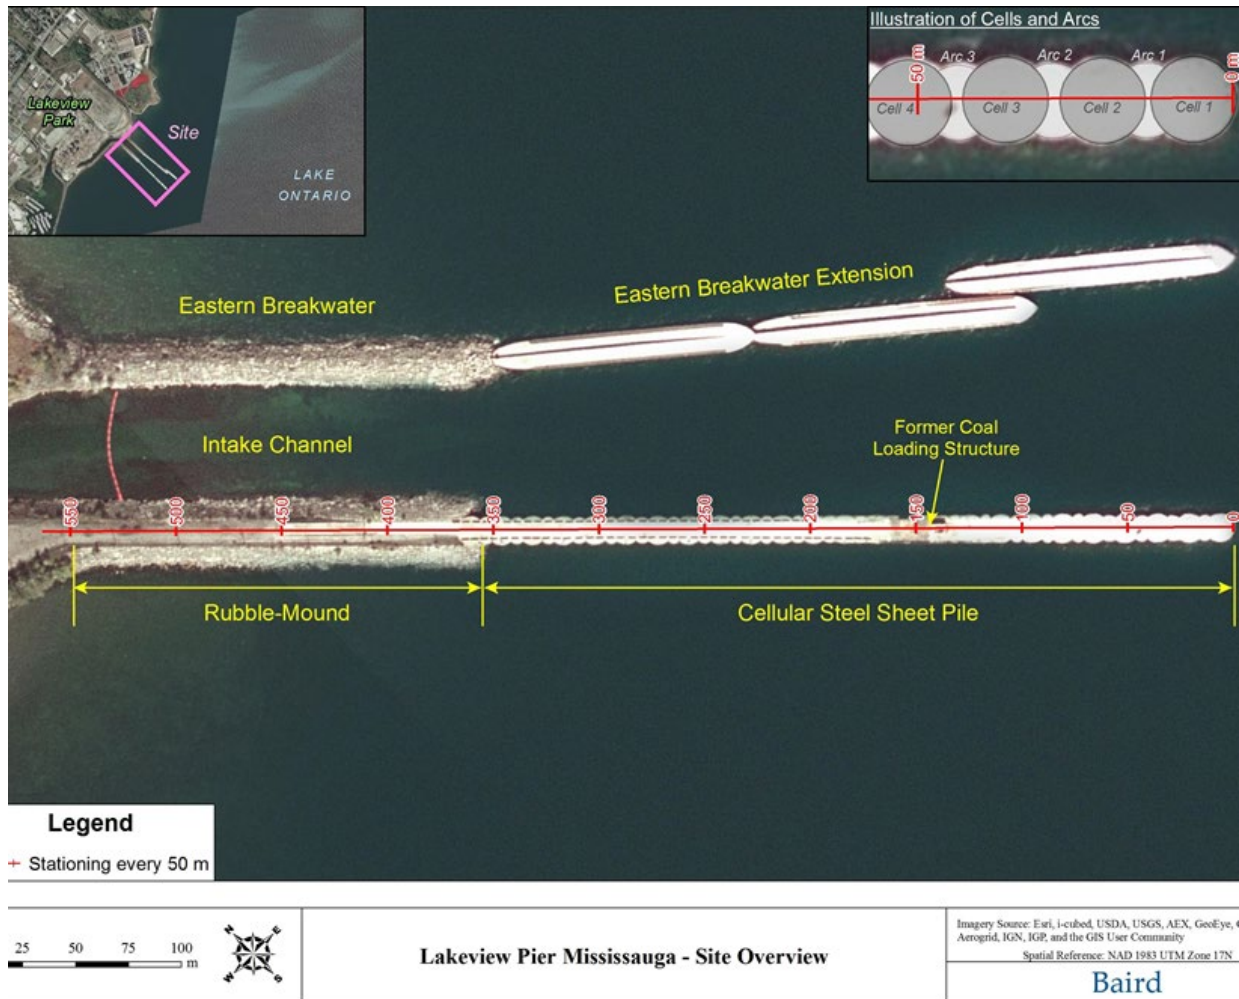 Lakeview
Park
Site
LAKE
ONTARIO
Illustration of Cells and Arcs
Arc 3
Arc 2
Arc 1
50 m
0 m
Cell 4
Cell 3
Cell 2
Cell 1
Eastern Breakwater
Eastern Breakwater Extension
Intake Channel
Former Coal
Loading Structure
550
500
450
400
350
300
250
200
150
100
50
0
Rubble-Mound
Cellular Steel Sheet Pile
Legend
Stationing every 50 m
25 50 75 100
m
N E
W S
Lakeview Pier Mississauga - Site Overview
Imagery Source: Esri, i-cubed, USDA, USGS, AEX, GeoEye,
Aerogrid, IGN, IGP, and the GIS User Community
Spatial Reference: NAD 1983 UTM Zone 17N
Baird